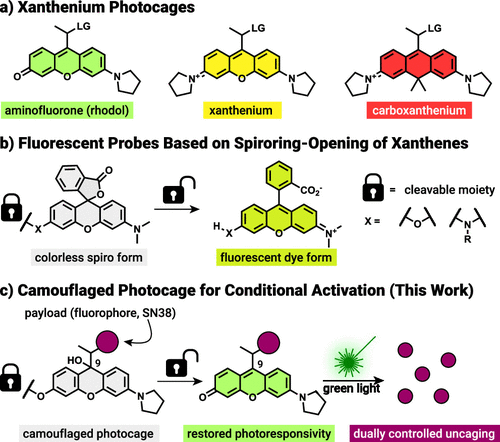 a) Xanthenium Photocages
LG
LG
LG
O
O
N
N+
O
N
N+
N
aminofluorone (rhodol)
xanthenium
carboxanthenium
b) Fluorescent Probes Based on Spiroring-Opening of Xanthenes
O
O
X
O
N
CO2-
H
X
O
N+
= cleavable moiety
X =
O
N
R
colorless spiro form
fluorescent dye form
c) Camouflaged Photocage for Conditional Activation (This Work)
payload (fluorophore, SN38)
HO
9
O
O
N
9
O
O
N
green light
camouflaged photocage
restored photoresponsivity
dually controlled uncaging